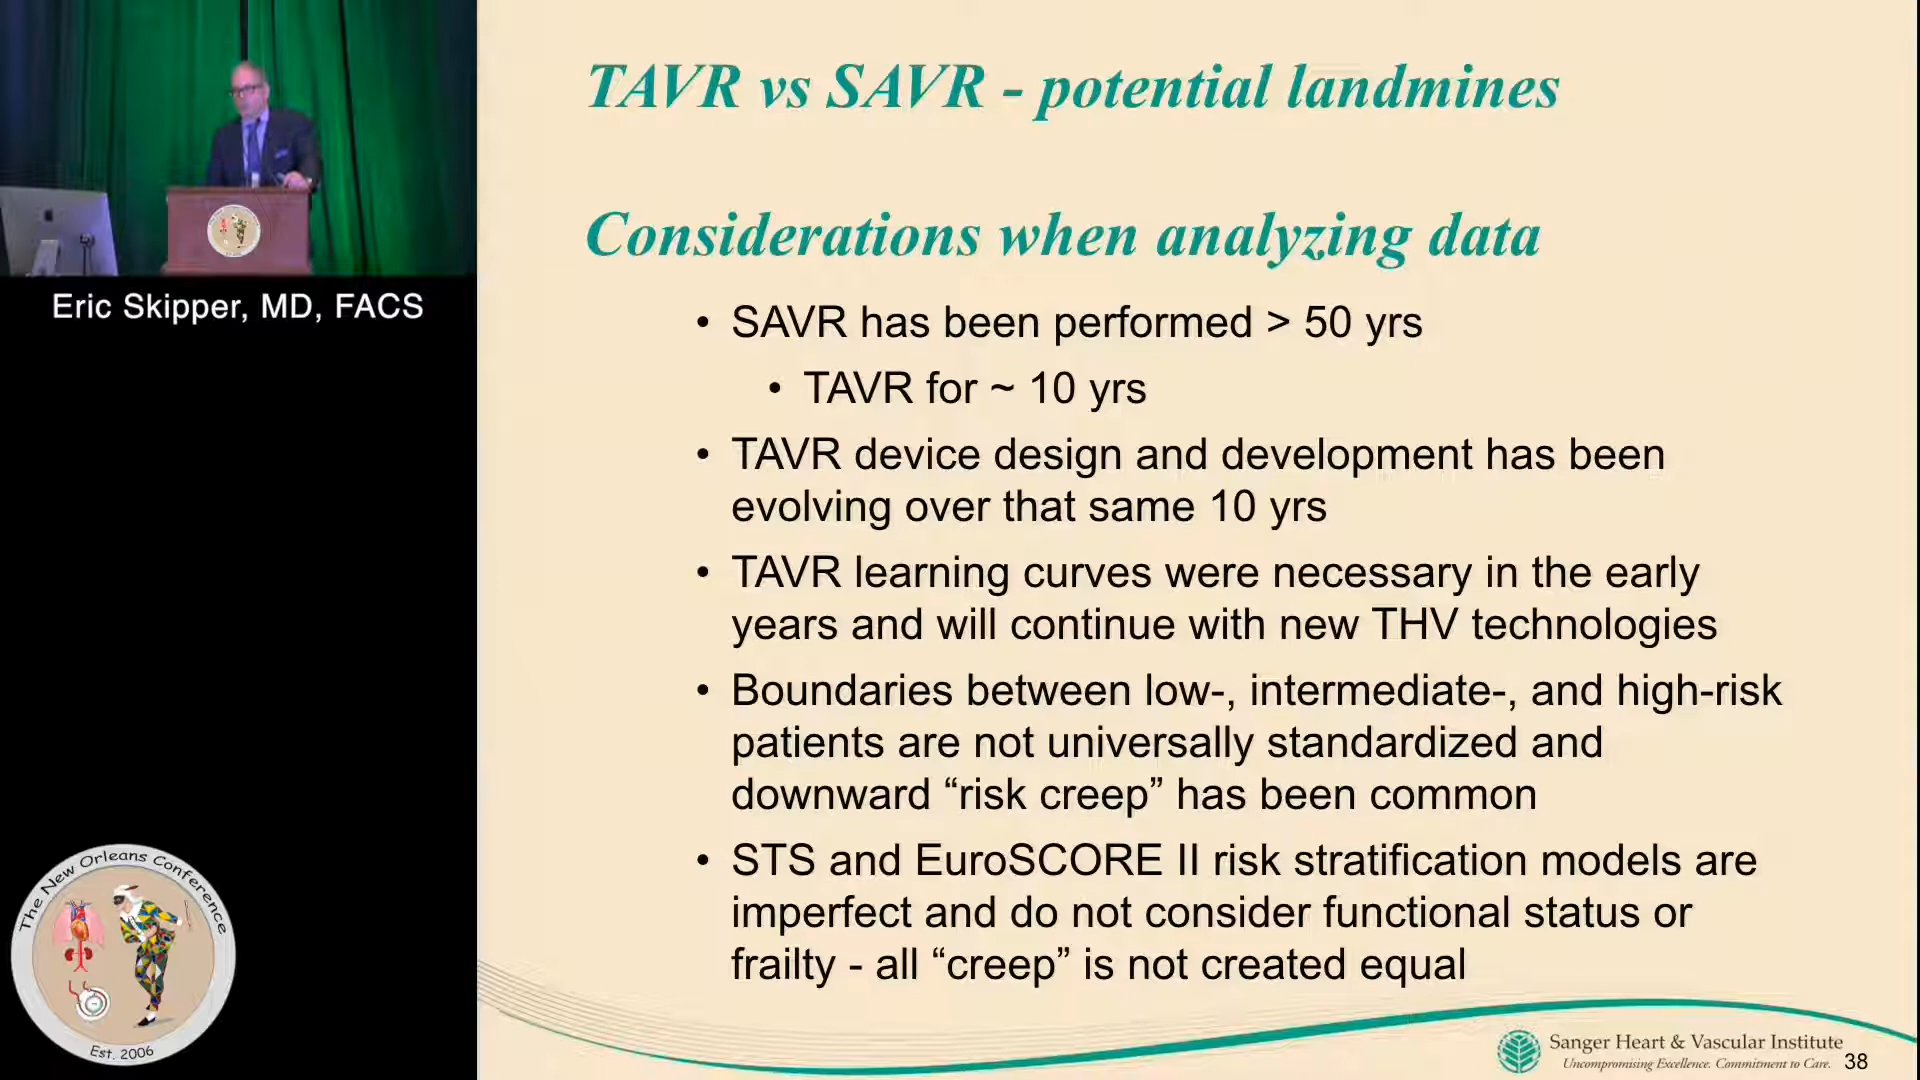 TAVR vs SAVR - potential landmines
Considerations when analyzing data
• SAVR has been performed > 50 yrs
• TAVR for ~ 10 yrs
• TAVR device design and development has been
evolving over that same 10 yrs
• TAVR learning curves were necessary in the early
years and will continue with new THV technologies
• Boundaries between low-, intermediate-, and high-risk
patients are not universally standardized and
downward “risk creep” has been common
• STS and EuroSCORE II risk stratification models are
imperfect and do not consider functional status or
frailty - all “creep” is not created equal
Eric Skipper, MD, FACS
The New Orleans Conference
Est. 2006
Sanger Heart & Vascular Institute
Uncompromising Excellence. Commitment to Care.
38